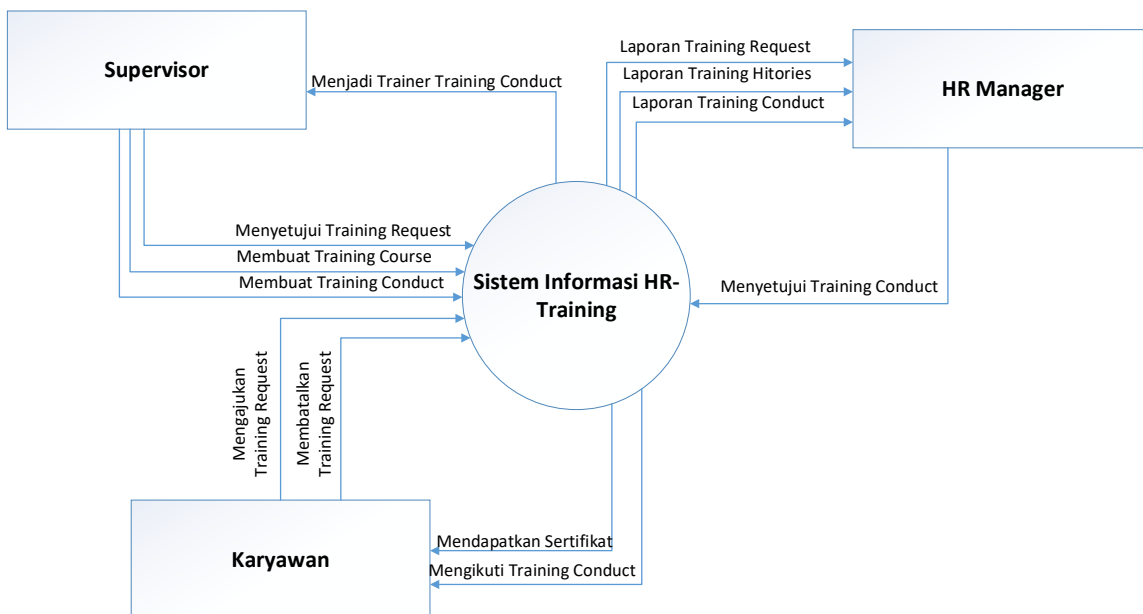 Supervisor
Menjadi Trainer Training Conduct
Laporan Training Request
Laporan Training Hitories
Laporan Training Conduct
HR Manager
Menyetujui Training Request
Membuat Training Course
Membuat Training Conduct
Sistem Informasi HR-
Training
Menyetujui Training Conduct
Mengajukan
Training Request
Membatalkan
Training Request
Karyawan
Mendapatkan Sertifikat
Mengikuti Training Conduct